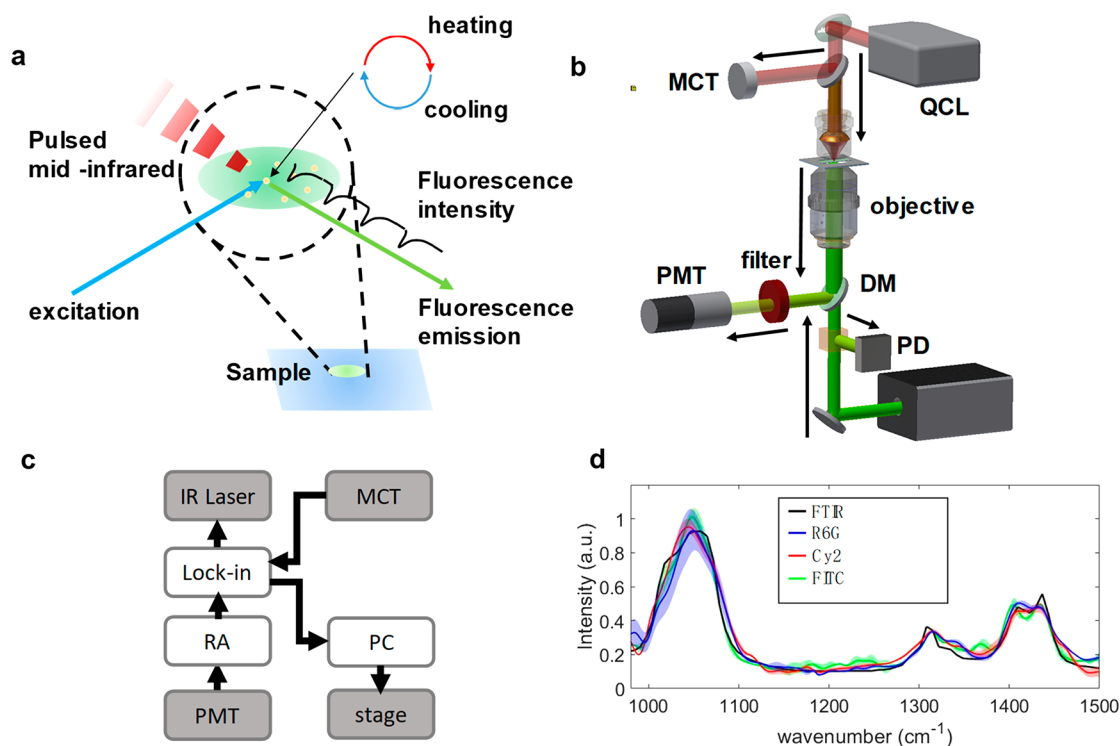 a
heating
cooling
Pulsed
mid -infrared
Fluorescence
intensity
excitation
Fluorescence
emission
Sample
b
MCT
QCL
objective
filter
PMT
DM
PD
c
IR Laser
MCT
Lock-in
RA
PC
PMT
stage
d
Intensity (a.u.)
1
0.8
0.6
0.4
0.2
0
FTIR
R6G
Cy2
FITC
1000 1100 1200 1300 1400 1500
wavenumber (cm⁻¹)